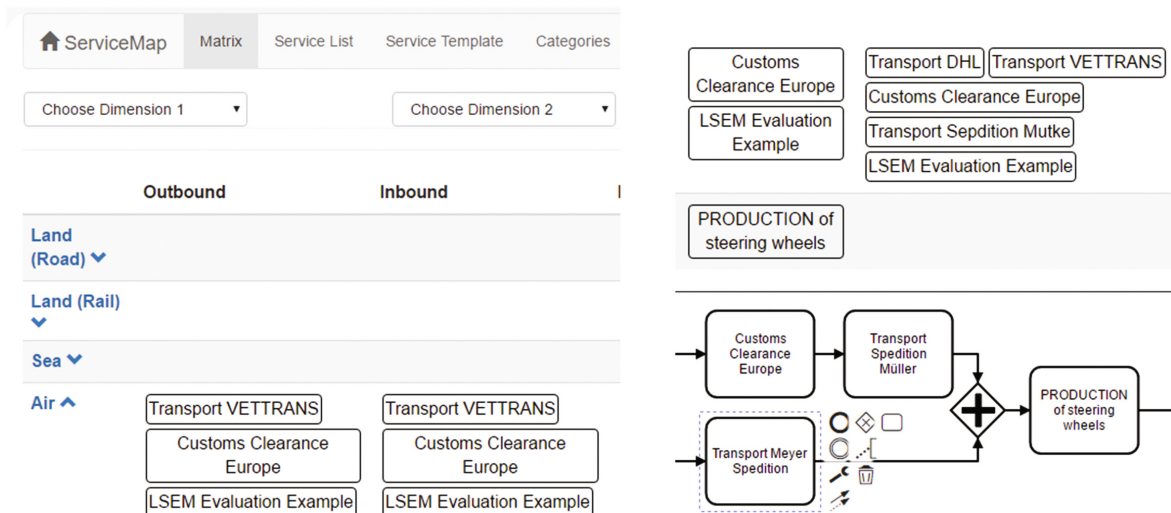 ServiceMap Matrix Service List Service Template Categories
Choose Dimension 1 Choose Dimension 2
Outbound Inbound
Land
(Road)
Land (Rail)
Sea
Air
Transport VETTRANS Transport VETTRANS
Customs Clearance Customs Clearance
Europe Europe
LSEM Evaluation Example LSEM Evaluation Example
Customs
Clearance Europe
LSEM Evaluation
Example
Transport DHL Transport VETTRANS
Customs Clearance Europe
Transport Sepdition Mutke
LSEM Evaluation Example
PRODUCTION of
steering wheels
Customs
Clearance
Europe
Transport
Spedition
Müller
Transport Meyer
Spedition
PRODUCTION
of steering
wheels